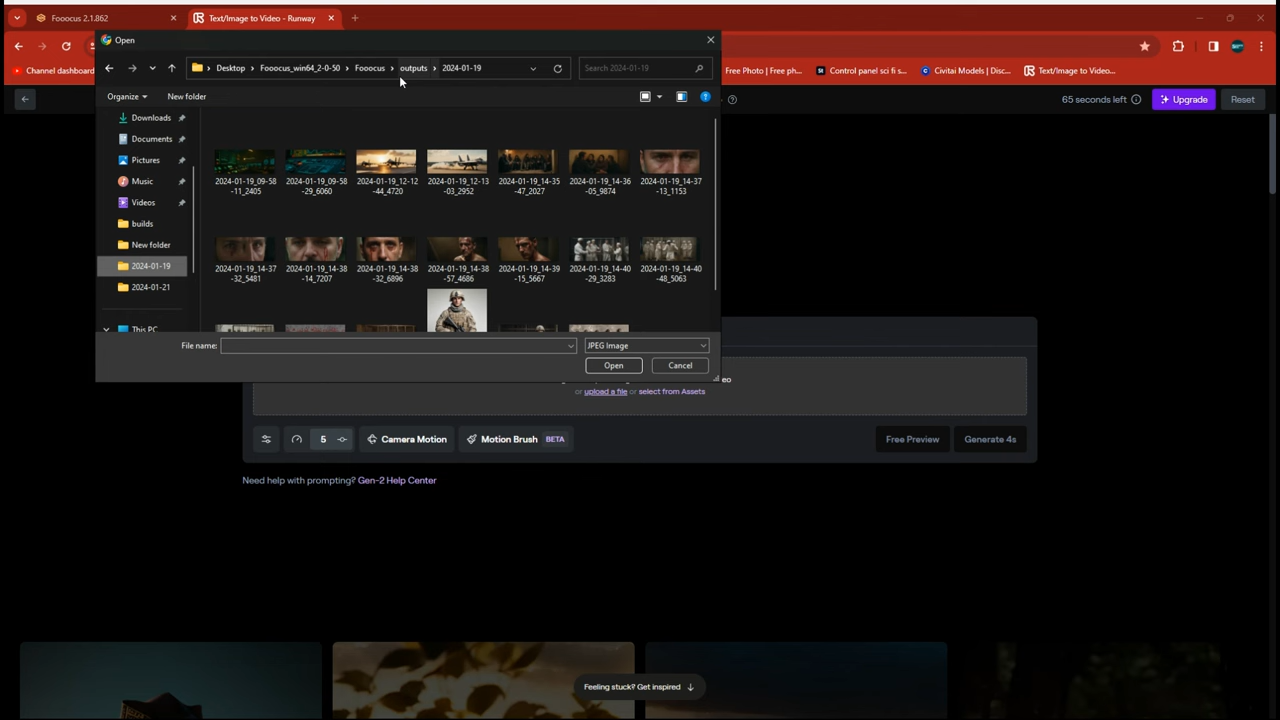 Fooocus 2.1.862
Text/Image to Video - Runway
Open
Channel dashboard
Desktop
Fooocus_win64_2-0-50
Fooocus
outputs
2024-01-19
Search 2024-01-19
Free Photo | Free ph...
Control panel sci fi s...
Civitai Models | Disc...
Text/Image to Video...
Organize
New folder
65 seconds left
Upgrade
Reset
Downloads
Documents
Pictures
Music
Videos
builds
New folder
2024-01-19
2024-01-21
This PC
2024-01-19_09-58
-11_2405
2024-01-19_09-58
-29_6060
2024-01-19_12-12
-44_4720
2024-01-19_12-13
-03_2952
2024-01-19_14-35
-47_2027
2024-01-19_14-36
-05_9874
2024-01-19_14-37
-13_1153
2024-01-19_14-37
-32_5481
2024-01-19_14-38
-14_7207
2024-01-19_14-38
-32_6896
2024-01-19_14-38
-57_4686
2024-01-19_14-39
-15_5667
2024-01-19_14-40
-29_3283
2024-01-19_14-40
-48_5063
File name:
JPEG Image
Open
Cancel
eo
or upload a file or select from Assets
5
Camera Motion
Motion Brush BETA
Free Preview
Generate 4s
Need help with prompting? Gen-2 Help Center
Feeling stuck? Get inspired ↓